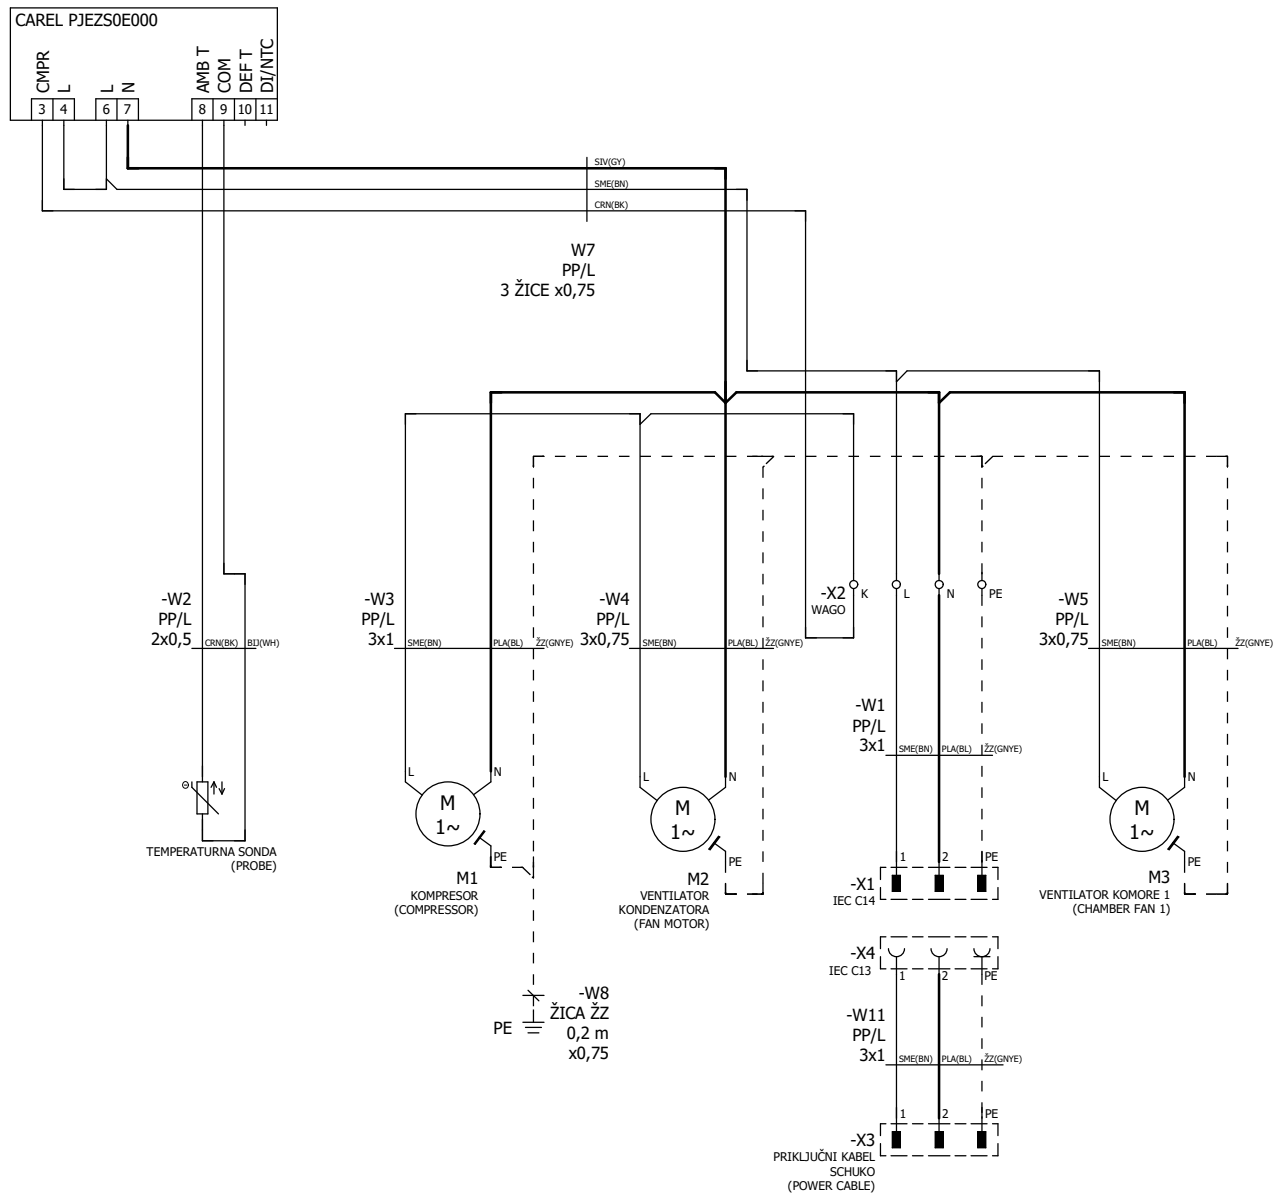 CAREL PJEZS0E000
CMPR
L
L
N
AMB T
COM
DEF T
DI/NTC
3
4
6
7
8
9
10
11
SIV(GY)
SME(BN)
CRN(BK)
W7
PP/L
3 ŽICE x0,75
-W2
PP/L
2x0,5
CRN(BK)
BIJ(WH)
-W3
PP/L
3x1
SME(BN)
PLA(BL)
ŽZ(GNYE)
-W4
PP/L
3x0,75
SME(BN)
PLA(BL)
ŽZ(GNYE)
-X2
WAGO
K
L
N
PE
-W5
PP/L
3x0,75
SME(BN)
PLA(BL)
ŽZ(GNYE)
-W1
PP/L
3x1
SME(BN)
PLA(BL)
ŽZ(GNYE)
Θ
TEMPERATURNA SONDA
(PROBE)
L
N
M
1~
PE
M1
KOMPRESOR
(COMPRESSOR)
L
N
M
1~
PE
M2
VENTILATOR
KONDENZATORA
(FAN MOTOR)
1
2
PE
-X1
IEC C14
L
N
M
1~
PE
M3
VENTILATOR KOMORE 1
(CHAMBER FAN 1)
-X4
IEC C13
1
2
PE
-W8
ŽICA ŽZ
0,2 m
x0,75
PE
-W11
PP/L
3x1
SME(BN)
PLA(BL)
ŽZ(GNYE)
1
2
PE
-X3
PRIKLJUČNI KABEL
SCHUKO
(POWER CABLE)